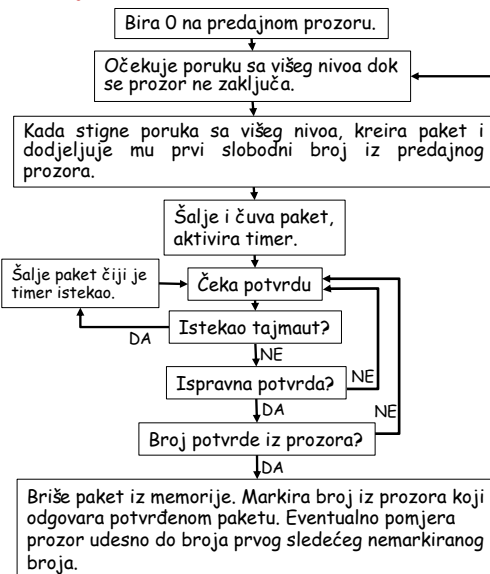 Bira 0 na predajnom prozoru.
Očekuje poruku sa višeg nivoa dok
se prozor ne zaključa.
Kada stigne poruka sa višeg nivoa, kreira paket i
dodjeljuje mu prvi slobodni broj iz predajnog
prozora.
Šalje i čuva paket,
aktivira timer.
Šalje paket čiji je
timer istekao.
Čeka potvrdu
Istekao tajmaut?
DA
NE
Ispravna potvrda?
NE
DA
NE
Broj potvrde iz prozora?
DA
Briše paket iz memorije. Markira broj iz prozora koji
odgovara potvrđenom paketu. Eventualno pomjera
prozor udesno do broja prvog sledećeg nemarkiranog
broja.